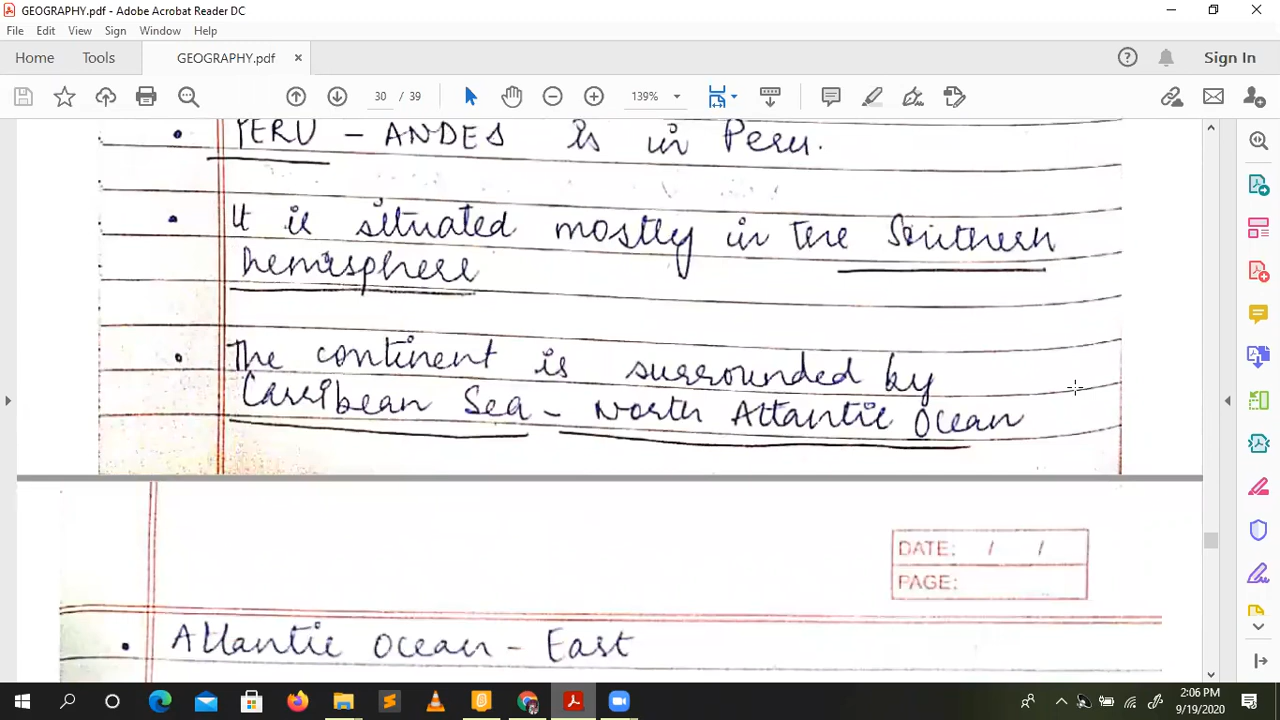 GEOGRAPHY.pdf - Adobe Acrobat Reader DC
File Edit View Sign Window Help
Home Tools GEOGRAPHY.pdf × Sign In
30 / 39 139%
• PERU - ANDES is in Peru.
• It is situated mostly in the Southern
hemisphere
• The continent is surrounded by
Carribean Sea - North Atlantic Ocean
DATE: / /
PAGE:
• Atlantic Ocean - East
2:06 PM
9/19/2020